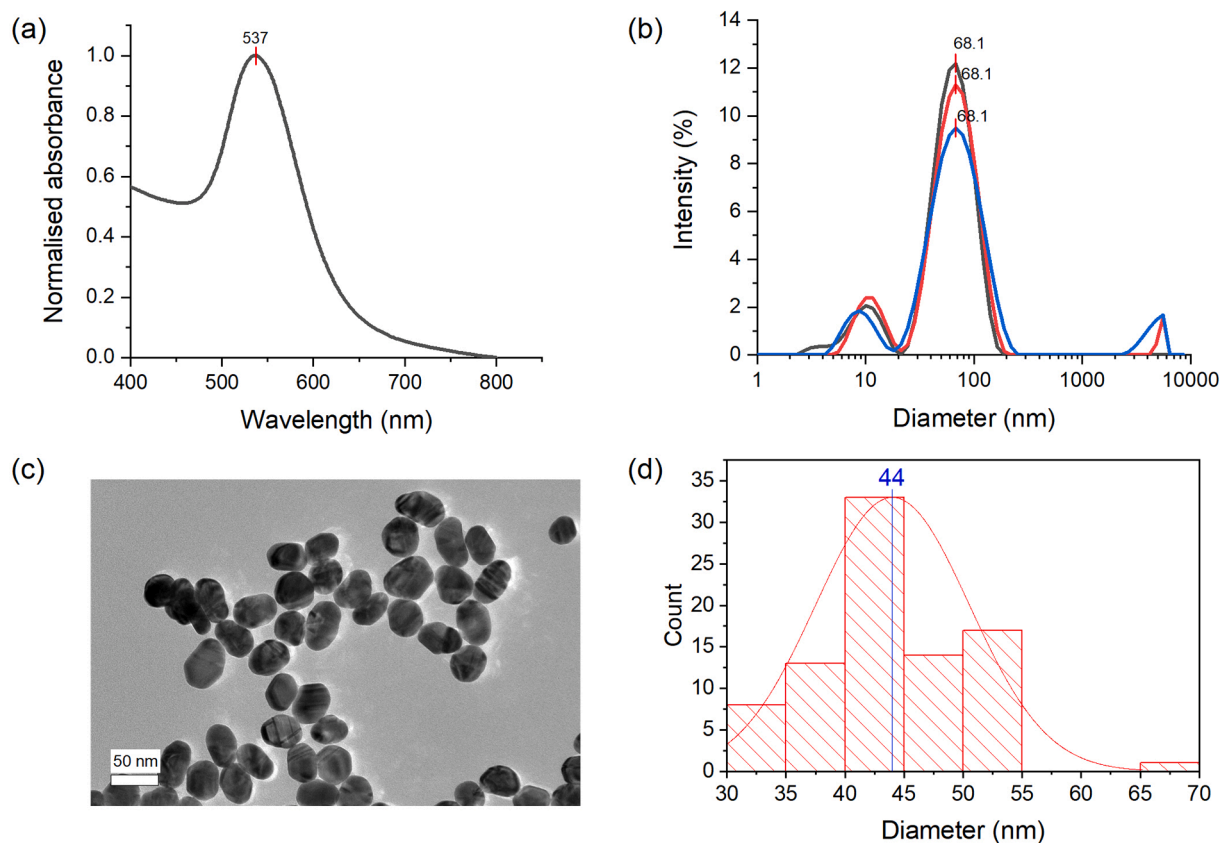 (a)
537
1.0
0.8
0.6
0.4
0.2
0.0
Normalised absorbance
400 500 600 700 800
Wavelength (nm)
(b)
68.1
68.1
68.1
14
12
10
8
6
4
2
0
Intensity (%)
1 10 100 1000 10000
Diameter (nm)
(c)
50 nm
(d)
44
35
30
25
20
15
10
5
0
Count
30 35 40 45 50 55 60 65 70
Diameter (nm)